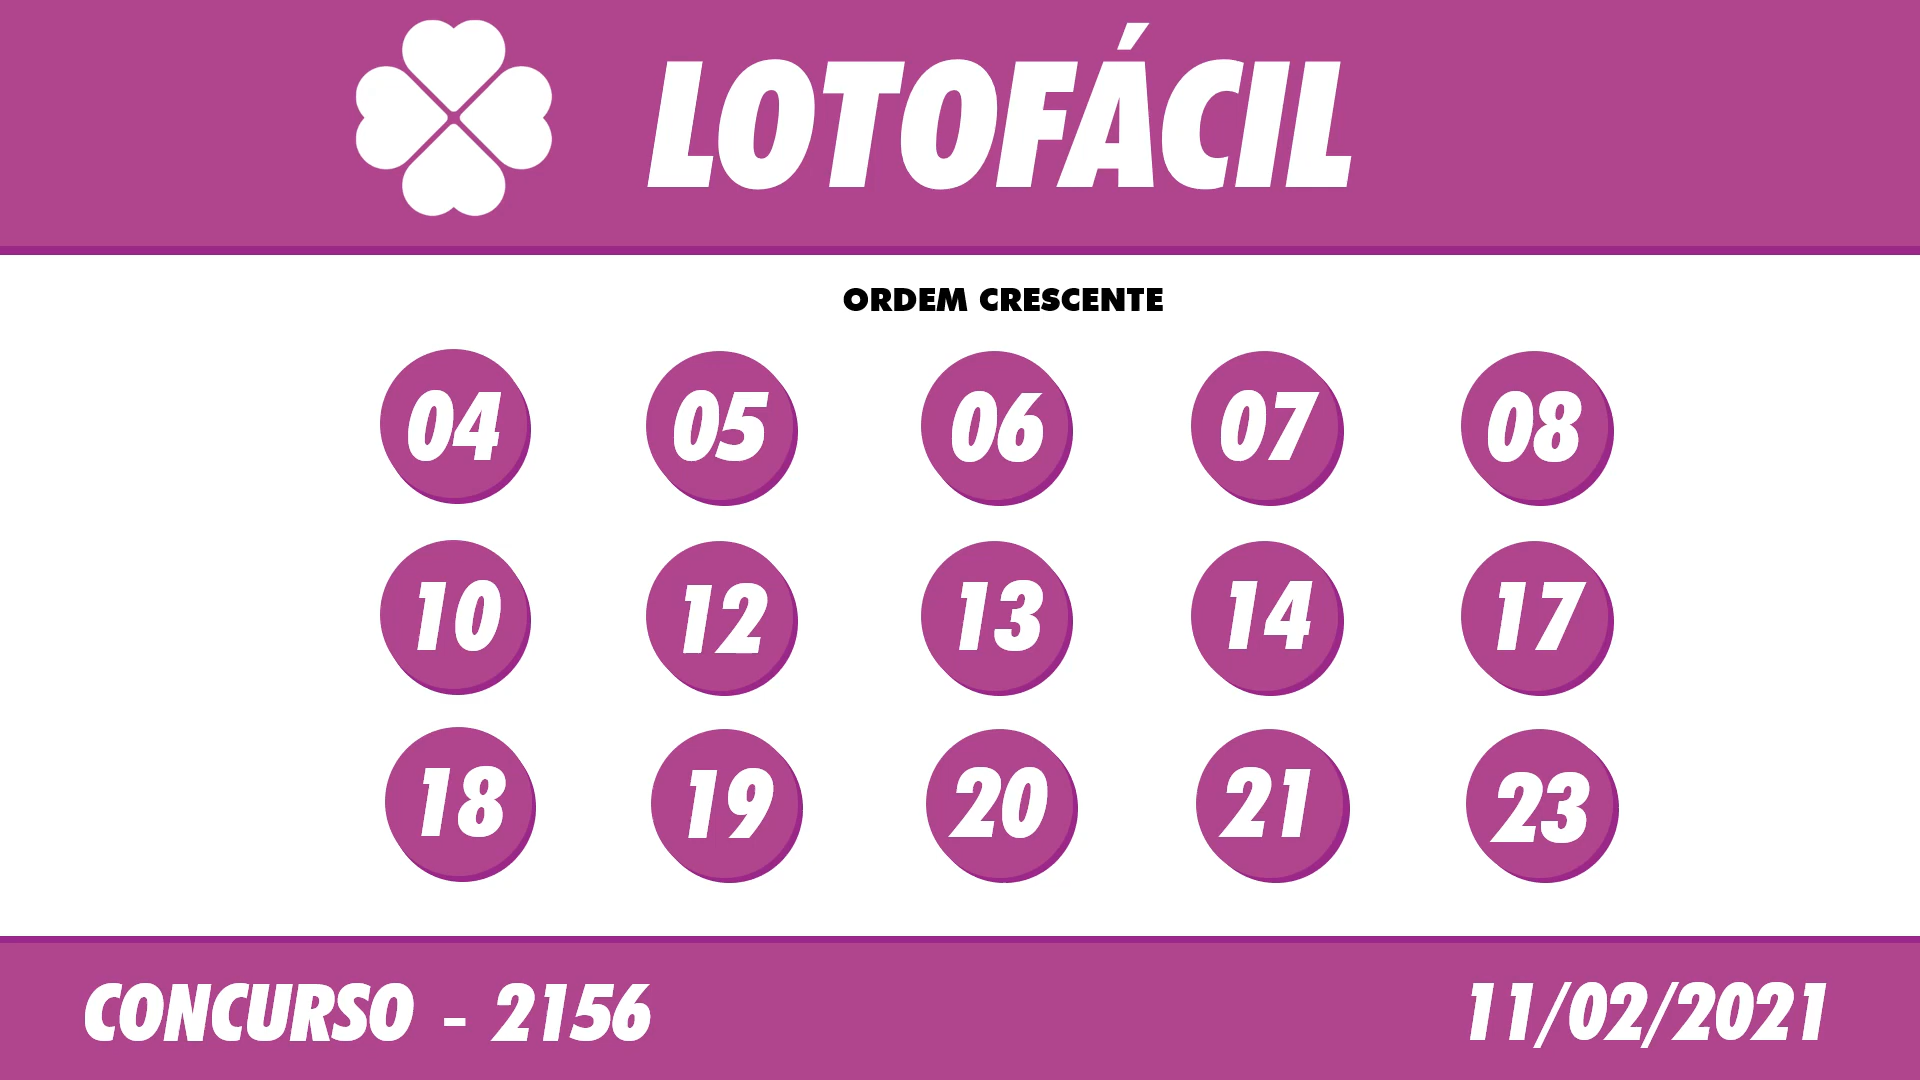 LOTOFÁCIL
ORDEM CRESCENTE
04 05 06 07 08
10 12 13 14 17
18 19 20 21 23
CONCURSO - 2156 11/02/2021